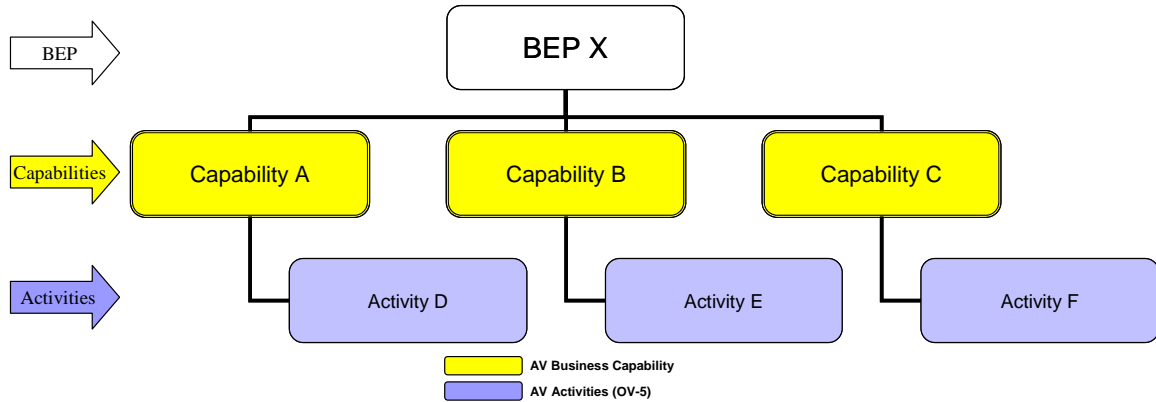 BEP
BEP X
Capabilities
Capability A
Capability B
Capability C
Activities
Activity D
Activity E
Activity F
AV Business Capability
AV Activities (OV-5)